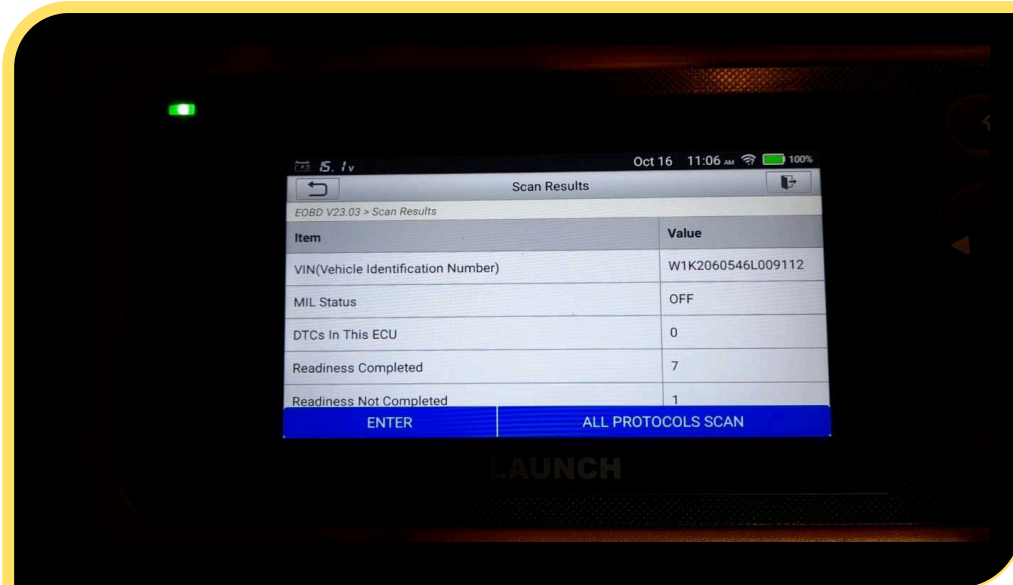 15.1v Oct 16 11:06 AM 100%
Scan Results
EOBD V23.03 > Scan Results
Item Value
VIN(Vehicle Identification Number) W1K2060546L009112
MIL Status OFF
DTCs In This ECU 0
Readiness Completed 7
Readiness Not Completed 1
ENTER ALL PROTOCOLS SCAN
LAUNCH